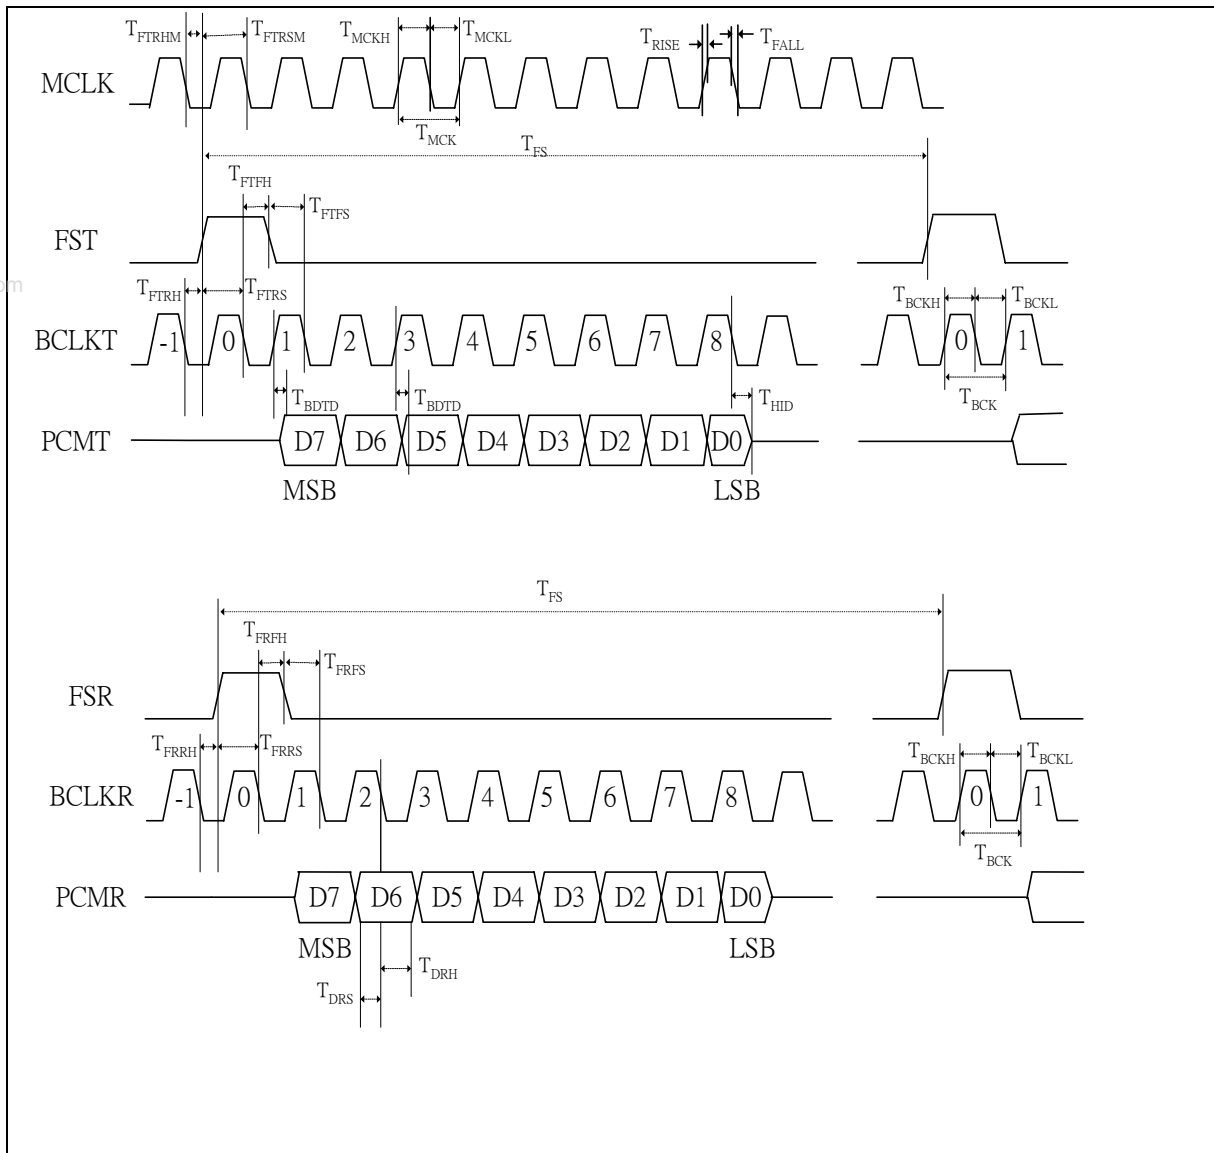 TFTRHM TFTRSM TMCKH TMCKL TRISE TFALL
MCLK
TMCK
TFS
TFTFH TFTFS
FST
om
TFTRH TFTRS TBCKH TBCKL
BCLKT -1 0 1 2 3 4 5 6 7 8 0 1
TBDTD TBDTD THID TBCK
PCMT D7 D6 D5 D4 D3 D2 D1 D0
MSB LSB
TFS
TFRFH TFRFS
FSR
TFRRH TFRRS TBCKH TBCKL
BCLKR -1 0 1 2 3 4 5 6 7 8 0 1
TBCK
PCMR D7 D6 D5 D4 D3 D2 D1 D0
MSB LSB
TDRH
TDRS